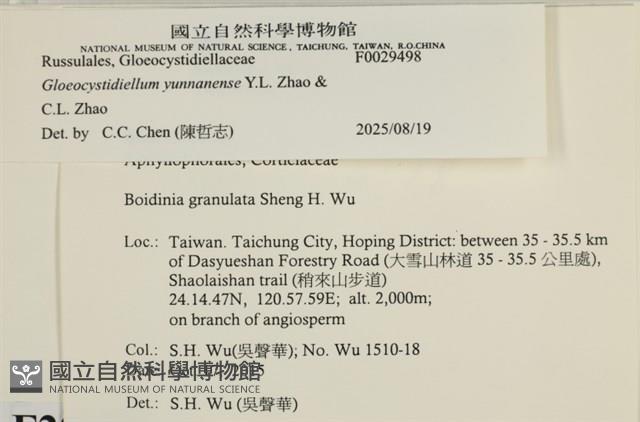 國立自然科學博物館
NATIONAL MUSEUM OF NATURAL SCIENCE, TAICHUNG, TAIWAN, R.O.CHINA
Russulales, Gloeocystidiellaceae F0029498
Gloeocystidiellum yunnanense Y.L. Zhao &
C.L. Zhao
Det. by C.C. Chen (陳哲志) 2025/08/19
Aphyllophorales, Corticiaceae
Boidinia granulata Sheng H. Wu
Loc.: Taiwan. Taichung City, Hoping District: between 35 - 35.5 km
of Dasyueshan Forestry Road (大雪山林道 35 - 35.5 公里處),
Shaolaishan trail (稍來山步道)
24.14.47N, 120.57.59E; alt. 2,000m;
on branch of angiosperm
Col.: S.H. Wu(吳聲華); No. Wu 1510-18
國立自然科學博物館
2015
NATIONAL MUSEUM OF NATURAL SCIENCE
Det.: S.H. Wu (吳聲華)